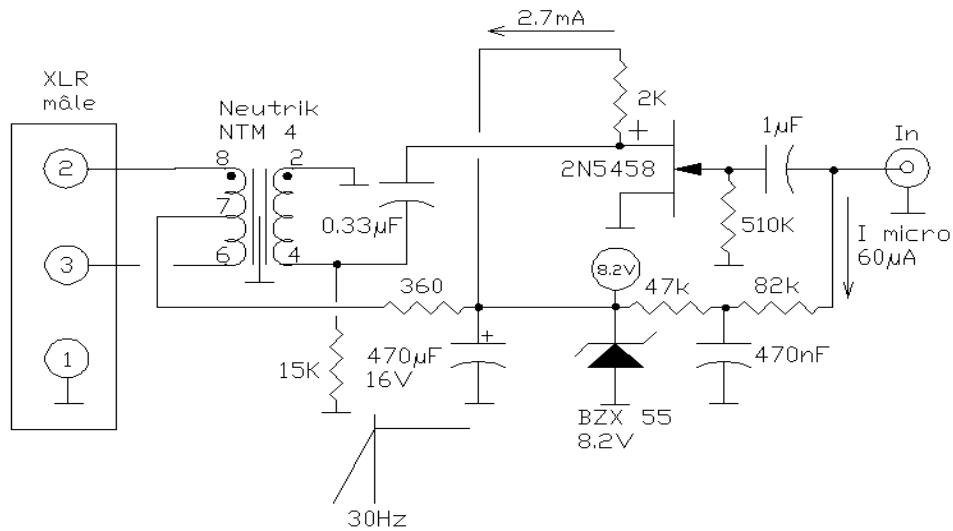 2.7mA
XLR
mâle
Neutrik
NTM 4
2K
1µF
In
8
2
+
2
2N5458
7
0.33µF
510K
I micro
60µA
3
6
4
8.2V
360
47k
82k
1
15K
470µF
16V
+
470nF
BZX 55
8.2V
30Hz